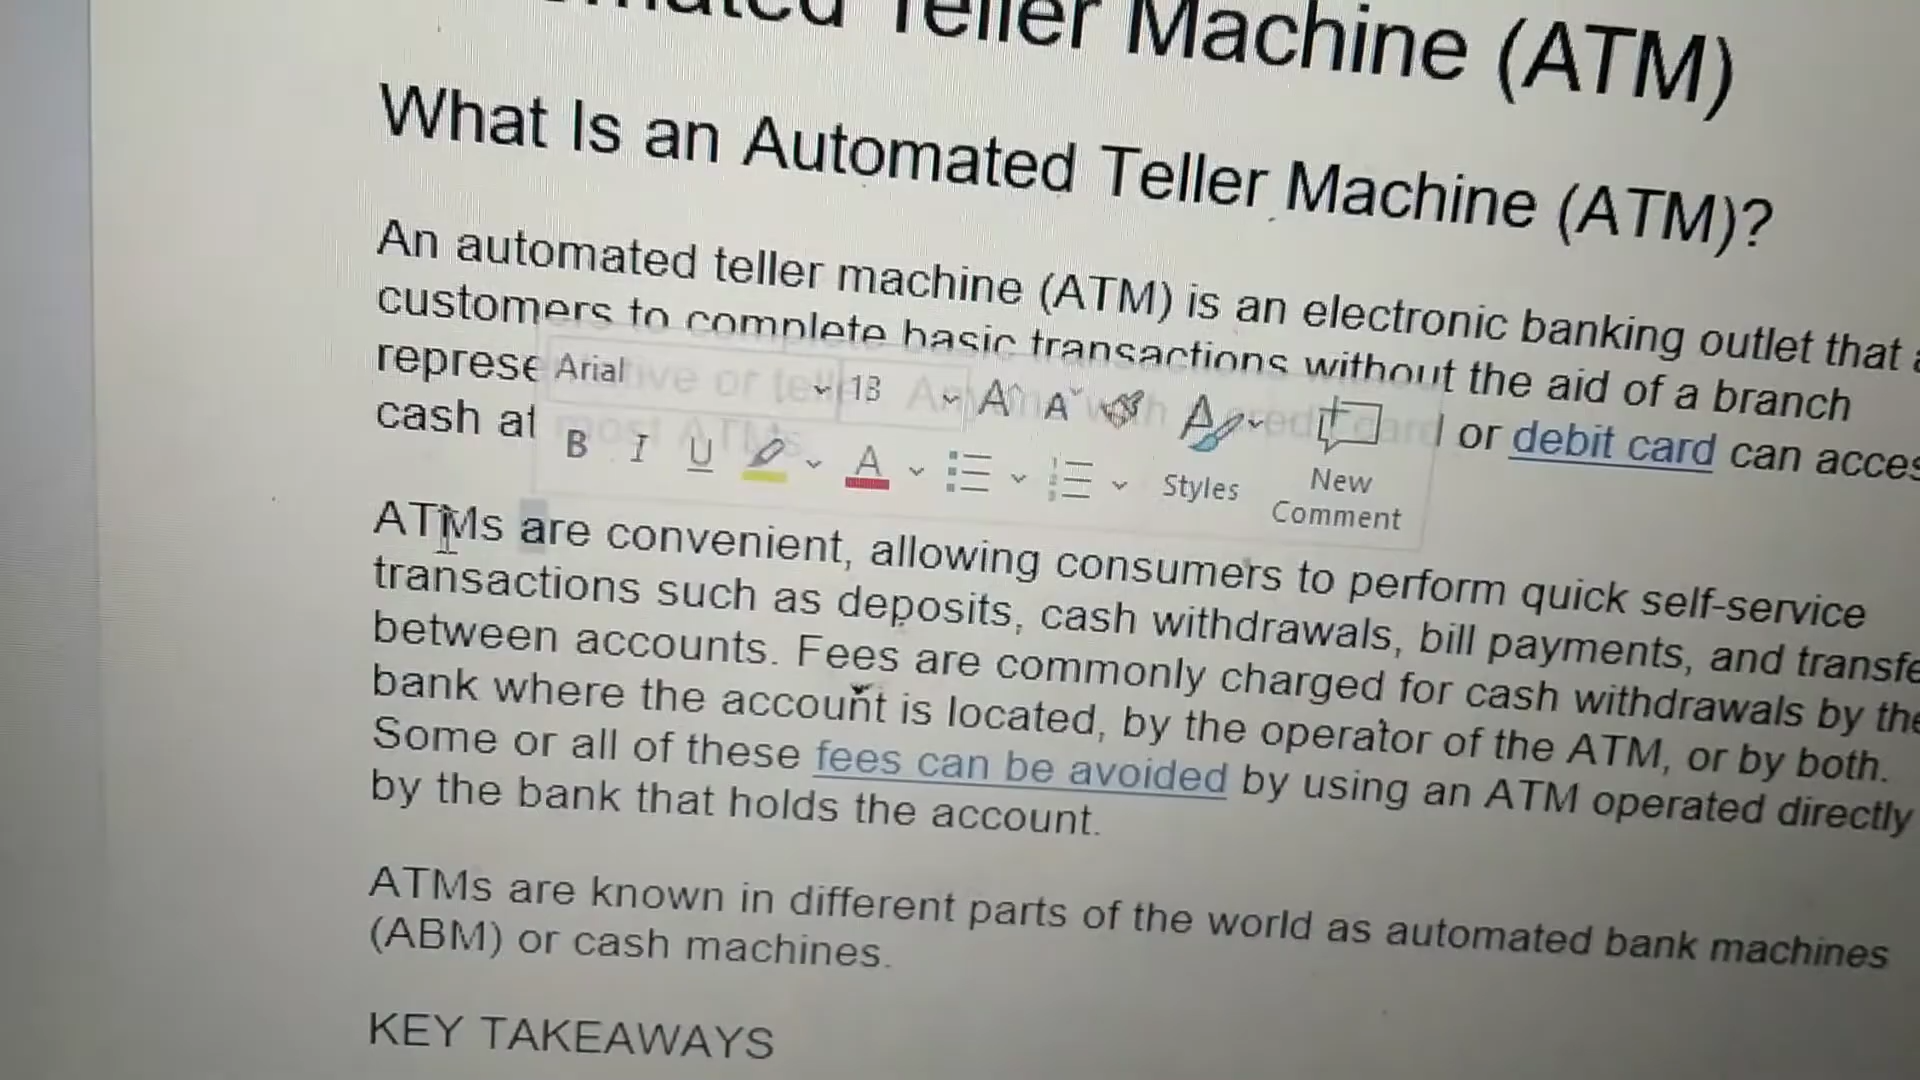 Teller Machine (ATM)
What Is an Automated Teller Machine (ATM)?
An automated teller machine (ATM) is an electronic banking outlet that
customers to complete basic transactions without the aid of a branch
Arial 13
or debit card can
cash at
B I U A Styles New Comment
ATMs are convenient, allowing consumers to perform quick self-service
transactions such as deposits, cash withdrawals, bill payments, and
between accounts. Fees are commonly charged for cash withdrawals by the
bank where the account is located, by the operator of the ATM, or by both.
Some or all of these fees can be avoided by using an ATM operated directly
by the bank that holds the account.
ATMs are known in different parts of the world as automated bank machines
(ABM) or cash machines.
KEY TAKEAWAYS